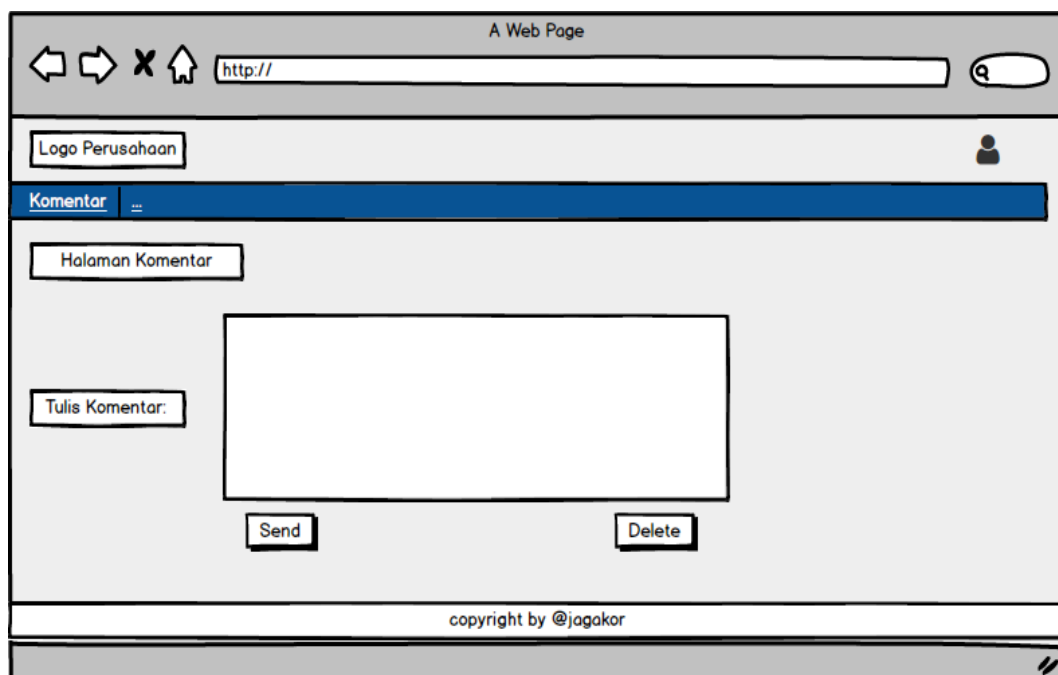 A Web Page
http://
Logo Perusahaan
Komentar ...
Halaman Komentar
Tulis Komentar:
Send Delete
copyright by @jagakor